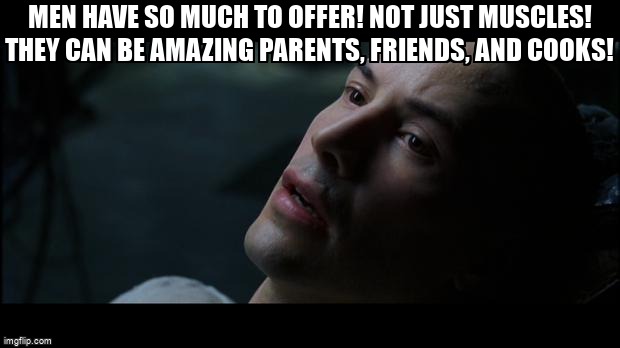 MEN HAVE SO MUCH TO OFFER! NOT JUST MUSCLES!
THEY CAN BE AMAZING PARENTS, FRIENDS, AND COOKS!
imgflip.com